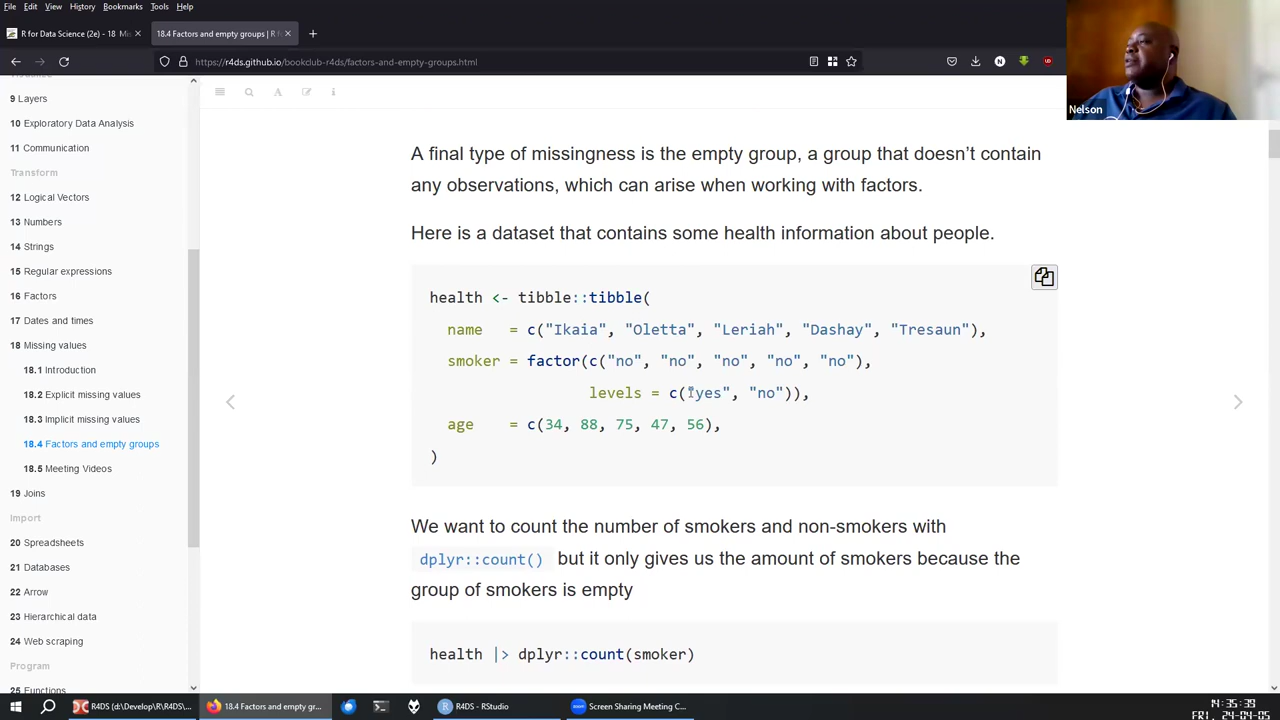 File Edit View History Bookmarks Tools Help
R for Data Science (2e) - 18 Mis
18.4 Factors and empty groups | R f
https://r4ds.github.io/bookclub-r4ds/factors-and-empty-groups.html
Nelson
9 Layers
10 Exploratory Data Analysis
11 Communication
Transform
12 Logical Vectors
13 Numbers
14 Strings
15 Regular expressions
16 Factors
17 Dates and times
18 Missing values
18.1 Introduction
18.2 Explicit missing values
18.3 Implicit missing values
18.4 Factors and empty groups
18.5 Meeting Videos
19 Joins
Import
20 Spreadsheets
21 Databases
22 Arrow
23 Hierarchical data
24 Web scraping
Program
25 Functions
A final type of missingness is the empty group, a group that doesn’t contain
any observations, which can arise when working with factors.
Here is a dataset that contains some health information about people.
health <- tibble::tibble(
name = c("Ikaia", "Oletta", "Leriah", "Dashay", "Tresaun"),
smoker = factor(c("no", "no", "no", "no", "no"),
levels = c("yes", "no")),
age = c(34, 88, 75, 47, 56),
)
We want to count the number of smokers and non-smokers with
dplyr::count() but it only gives us the amount of smokers because the
group of smokers is empty
health |> dplyr::count(smoker)
R4DS (d:\Develop\R\R4DS\...
18.4 Factors and empty gr...
R4DS - RStudio
Screen Sharing Meeting C...
14:35:39
FRI, 24-04-05